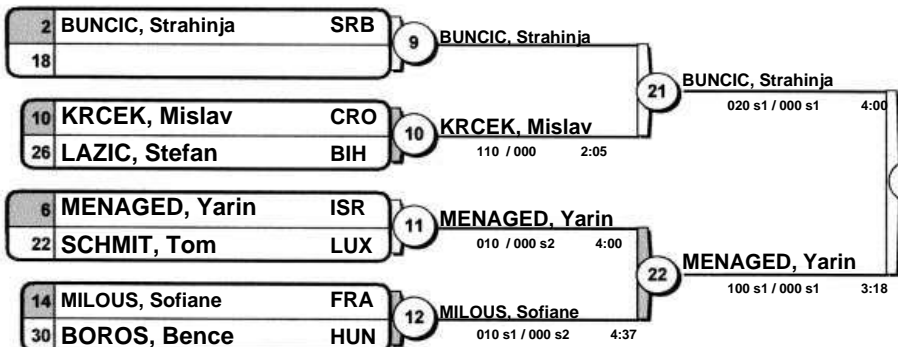 2 BUNCIC, Strahinja SRB
18
9
BUNCIC, Strahinja
10 KRCEK, Mislav CRO
26 LAZIC, Stefan BIH
10
KRCEK, Mislav
110 / 000 2:05
21
BUNCIC, Strahinja
020 s1 / 000 s1 4:00
6 MENAGED, Yarin ISR
22 SCHMIT, Tom LUX
11
MENAGED, Yarin
010 / 000 s2 4:00
14 MILOUS, Sofiane FRA
30 BOROS, Bence HUN
12
MILOUS, Sofiane
010 s1 / 000 s2 4:37
22
MENAGED, Yarin
100 s1 / 000 s1 3:18